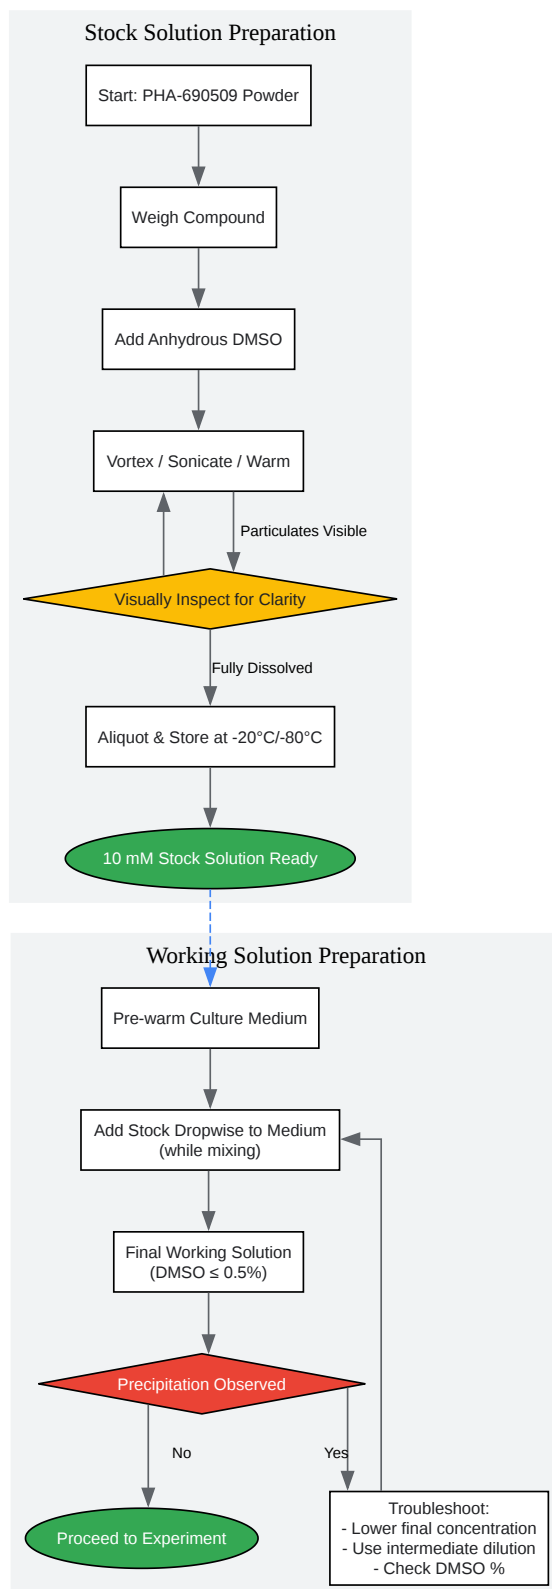 Stock Solution Preparation
Start: PHA-690509 Powder
Weigh Compound
Add Anhydrous DMSO
Vortex / Sonicate / Warm
Particulates Visible
Visually Inspect for Clarity
Fully Dissolved
Aliquot & Store at -20°C/-80°C
10 mM Stock Solution Ready
Working Solution Preparation
Pre-warm Culture Medium
Add Stock Dropwise to Medium
(while mixing)
Final Working Solution
(DMSO ≤ 0.5%)
Precipitation Observed
No
Yes
Proceed to Experiment
Troubleshoot:
- Lower final concentration
- Use intermediate dilution
- Check DMSO %